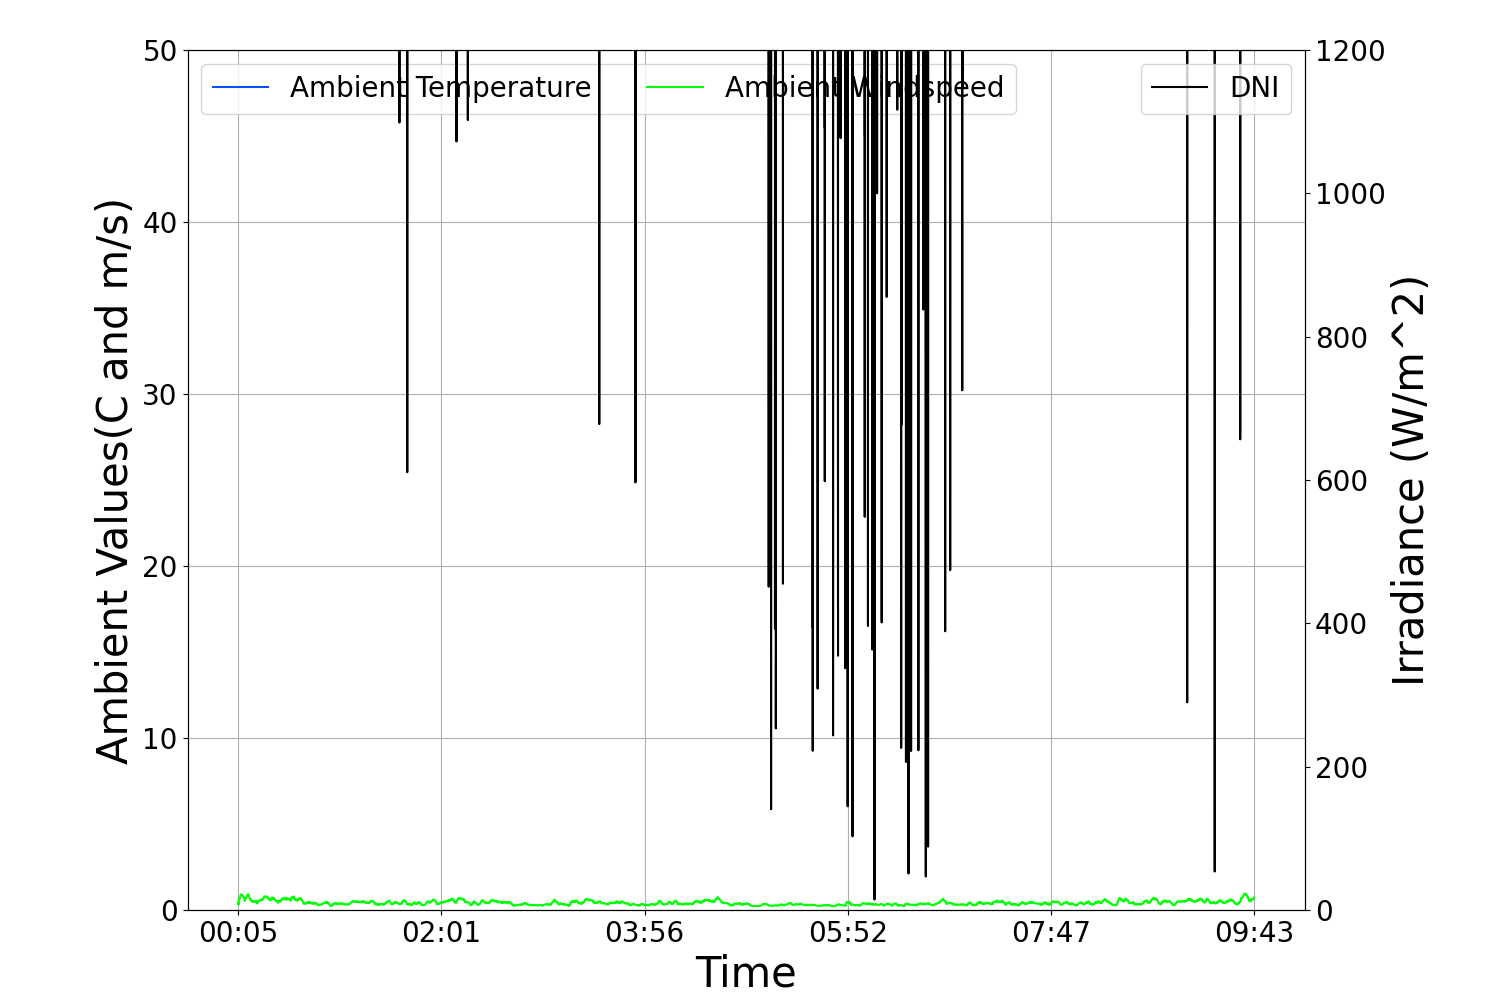 50
40
30
20
10
0
Ambient Values(C and m/s)
Ambient Temperature
Ambient Windspeed
DNI
1200
1000
800
600
400
200
0
Irradiance (W/m^2)
00:05 02:01 03:56 05:52 07:47 09:43
Time